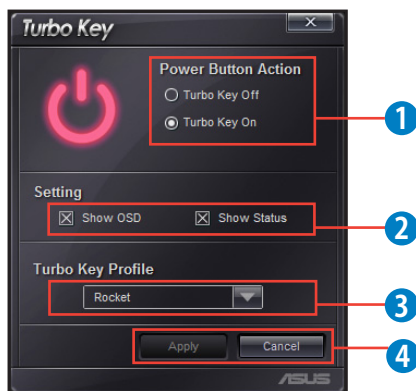 Turbo Key
Power Button Action
Turbo Key Off
Turbo Key On
1
Setting
Show OSD Show Status
2
Turbo Key Profile
Rocket
3
Apply Cancel
4
ASUS